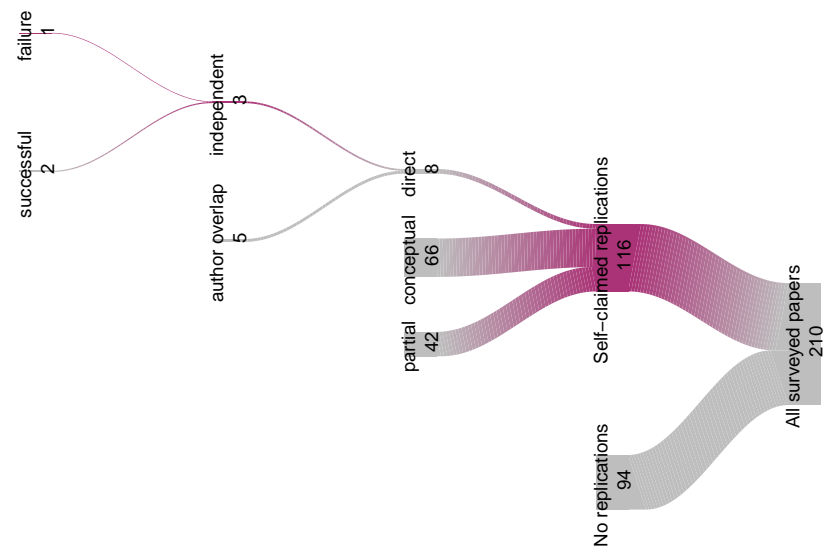 All surveyed papers
210
Self−claimed replications
116
No replications
94
direct
8
conceptual
66
partial
42
independent
3
author overlap
5
failure
1
successful
2